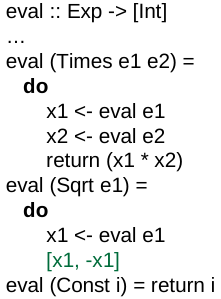 eval :: Exp -> [Int]
...
eval (Times e1 e2) =
do
x1 <- eval e1
x2 <- eval e2
return (x1 * x2)
eval (Sqrt e1) =
do
x1 <- eval e1
[x1, -x1]
eval (Const i) = return i